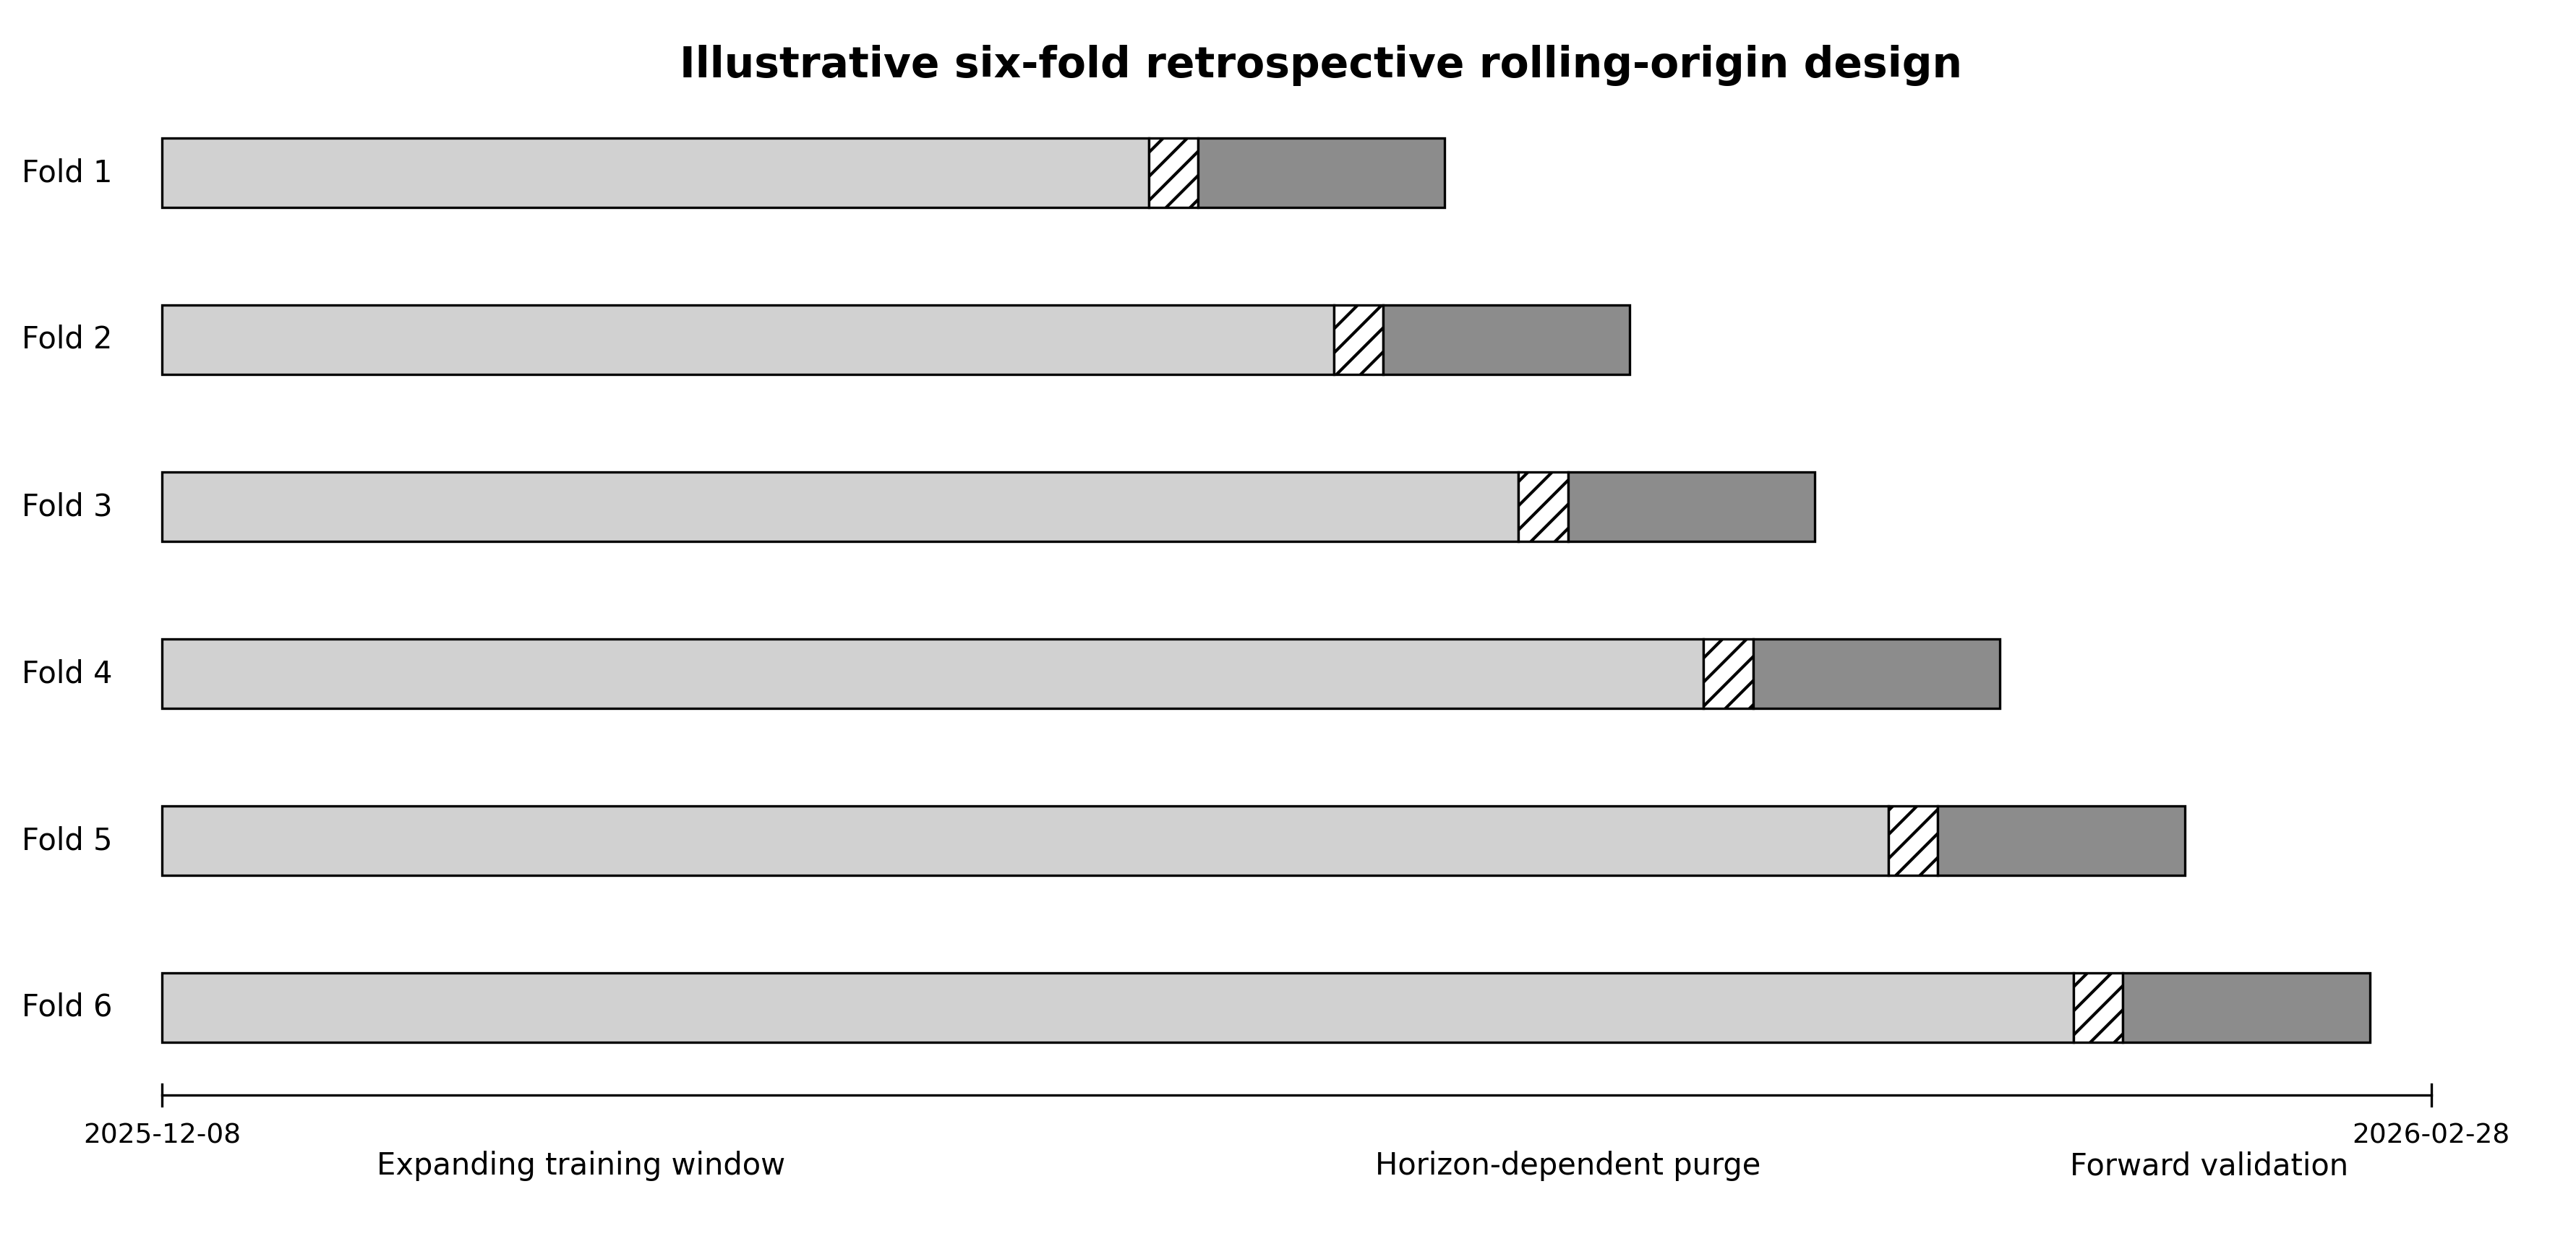 Illustrative six-fold retrospective rolling-origin design
Fold 1
Fold 2
Fold 3
Fold 4
Fold 5
Fold 6
2025-12-08
2026-02-28
Expanding training window
Horizon-dependent purge
Forward validation